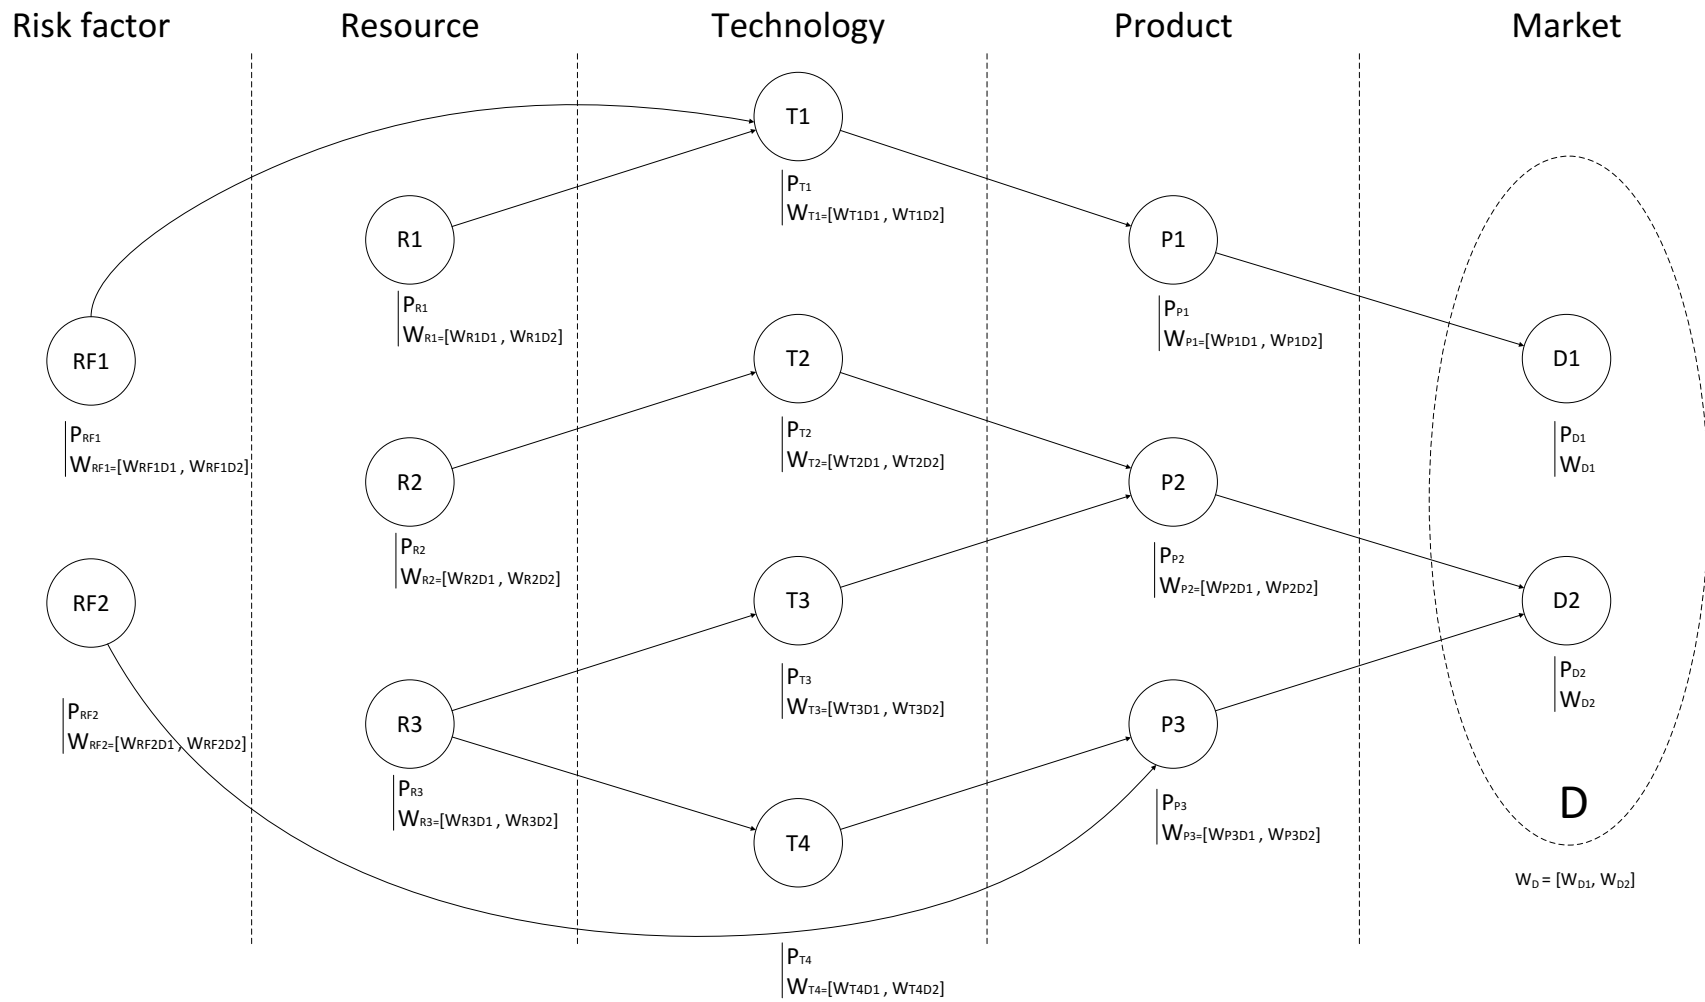 Risk factor
Resource
Technology
Product
Market
RF1
PRF1
WRF1=[WRF1D1 , WRF1D2]
RF2
PRF2
WRF2=[WRF2D1 , WRF2D2]
R1
PR1
WR1=[WR1D1 , WR1D2]
R2
PR2
WR2=[WR2D1 , WR2D2]
R3
PR3
WR3=[WR3D1 , WR3D2]
T1
PT1
WT1=[WT1D1 , WT1D2]
T2
PT2
WT2=[WT2D1 , WT2D2]
T3
PT3
WT3=[WT3D1 , WT3D2]
T4
PT4
WT4=[WT4D1 , WT4D2]
P1
PP1
WP1=[WP1D1 , WP1D2]
P2
PP2
WP2=[WP2D1 , WP2D2]
P3
PP3
WP3=[WP3D1 , WP3D2]
D1
PD1
WD1
D2
PD2
WD2
D
WD = [WD1, WD2]